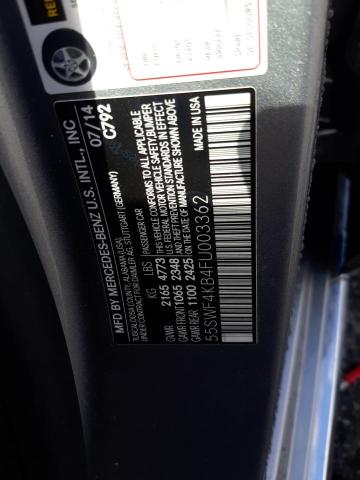 MFD BY MERCEDES-BENZ U.S. INTL., INC
TUSCALOOSA COUNTY, ALABAMA (USA)
FOR DAIMLER AG, STUTTGART (GERMANY)
07/14
C792
PASSENGER CAR
KG LBS
GVWR 2165 4773
GAWR FRONT 1065 2348
GAWR REAR 1100 2425
THIS VEHICLE CONFORMS TO ALL APPLICABLE
U.S. FEDERAL MOTOR VEHICLE SAFETY, BUMPER
AND THEFT PREVENTION STANDARDS IN EFFECT
ON THE DATE OF MANUFACTURE SHOWN ABOVE
55SWF4KB4FU003362
MADE IN USA
FRONT
REAR
SPARE